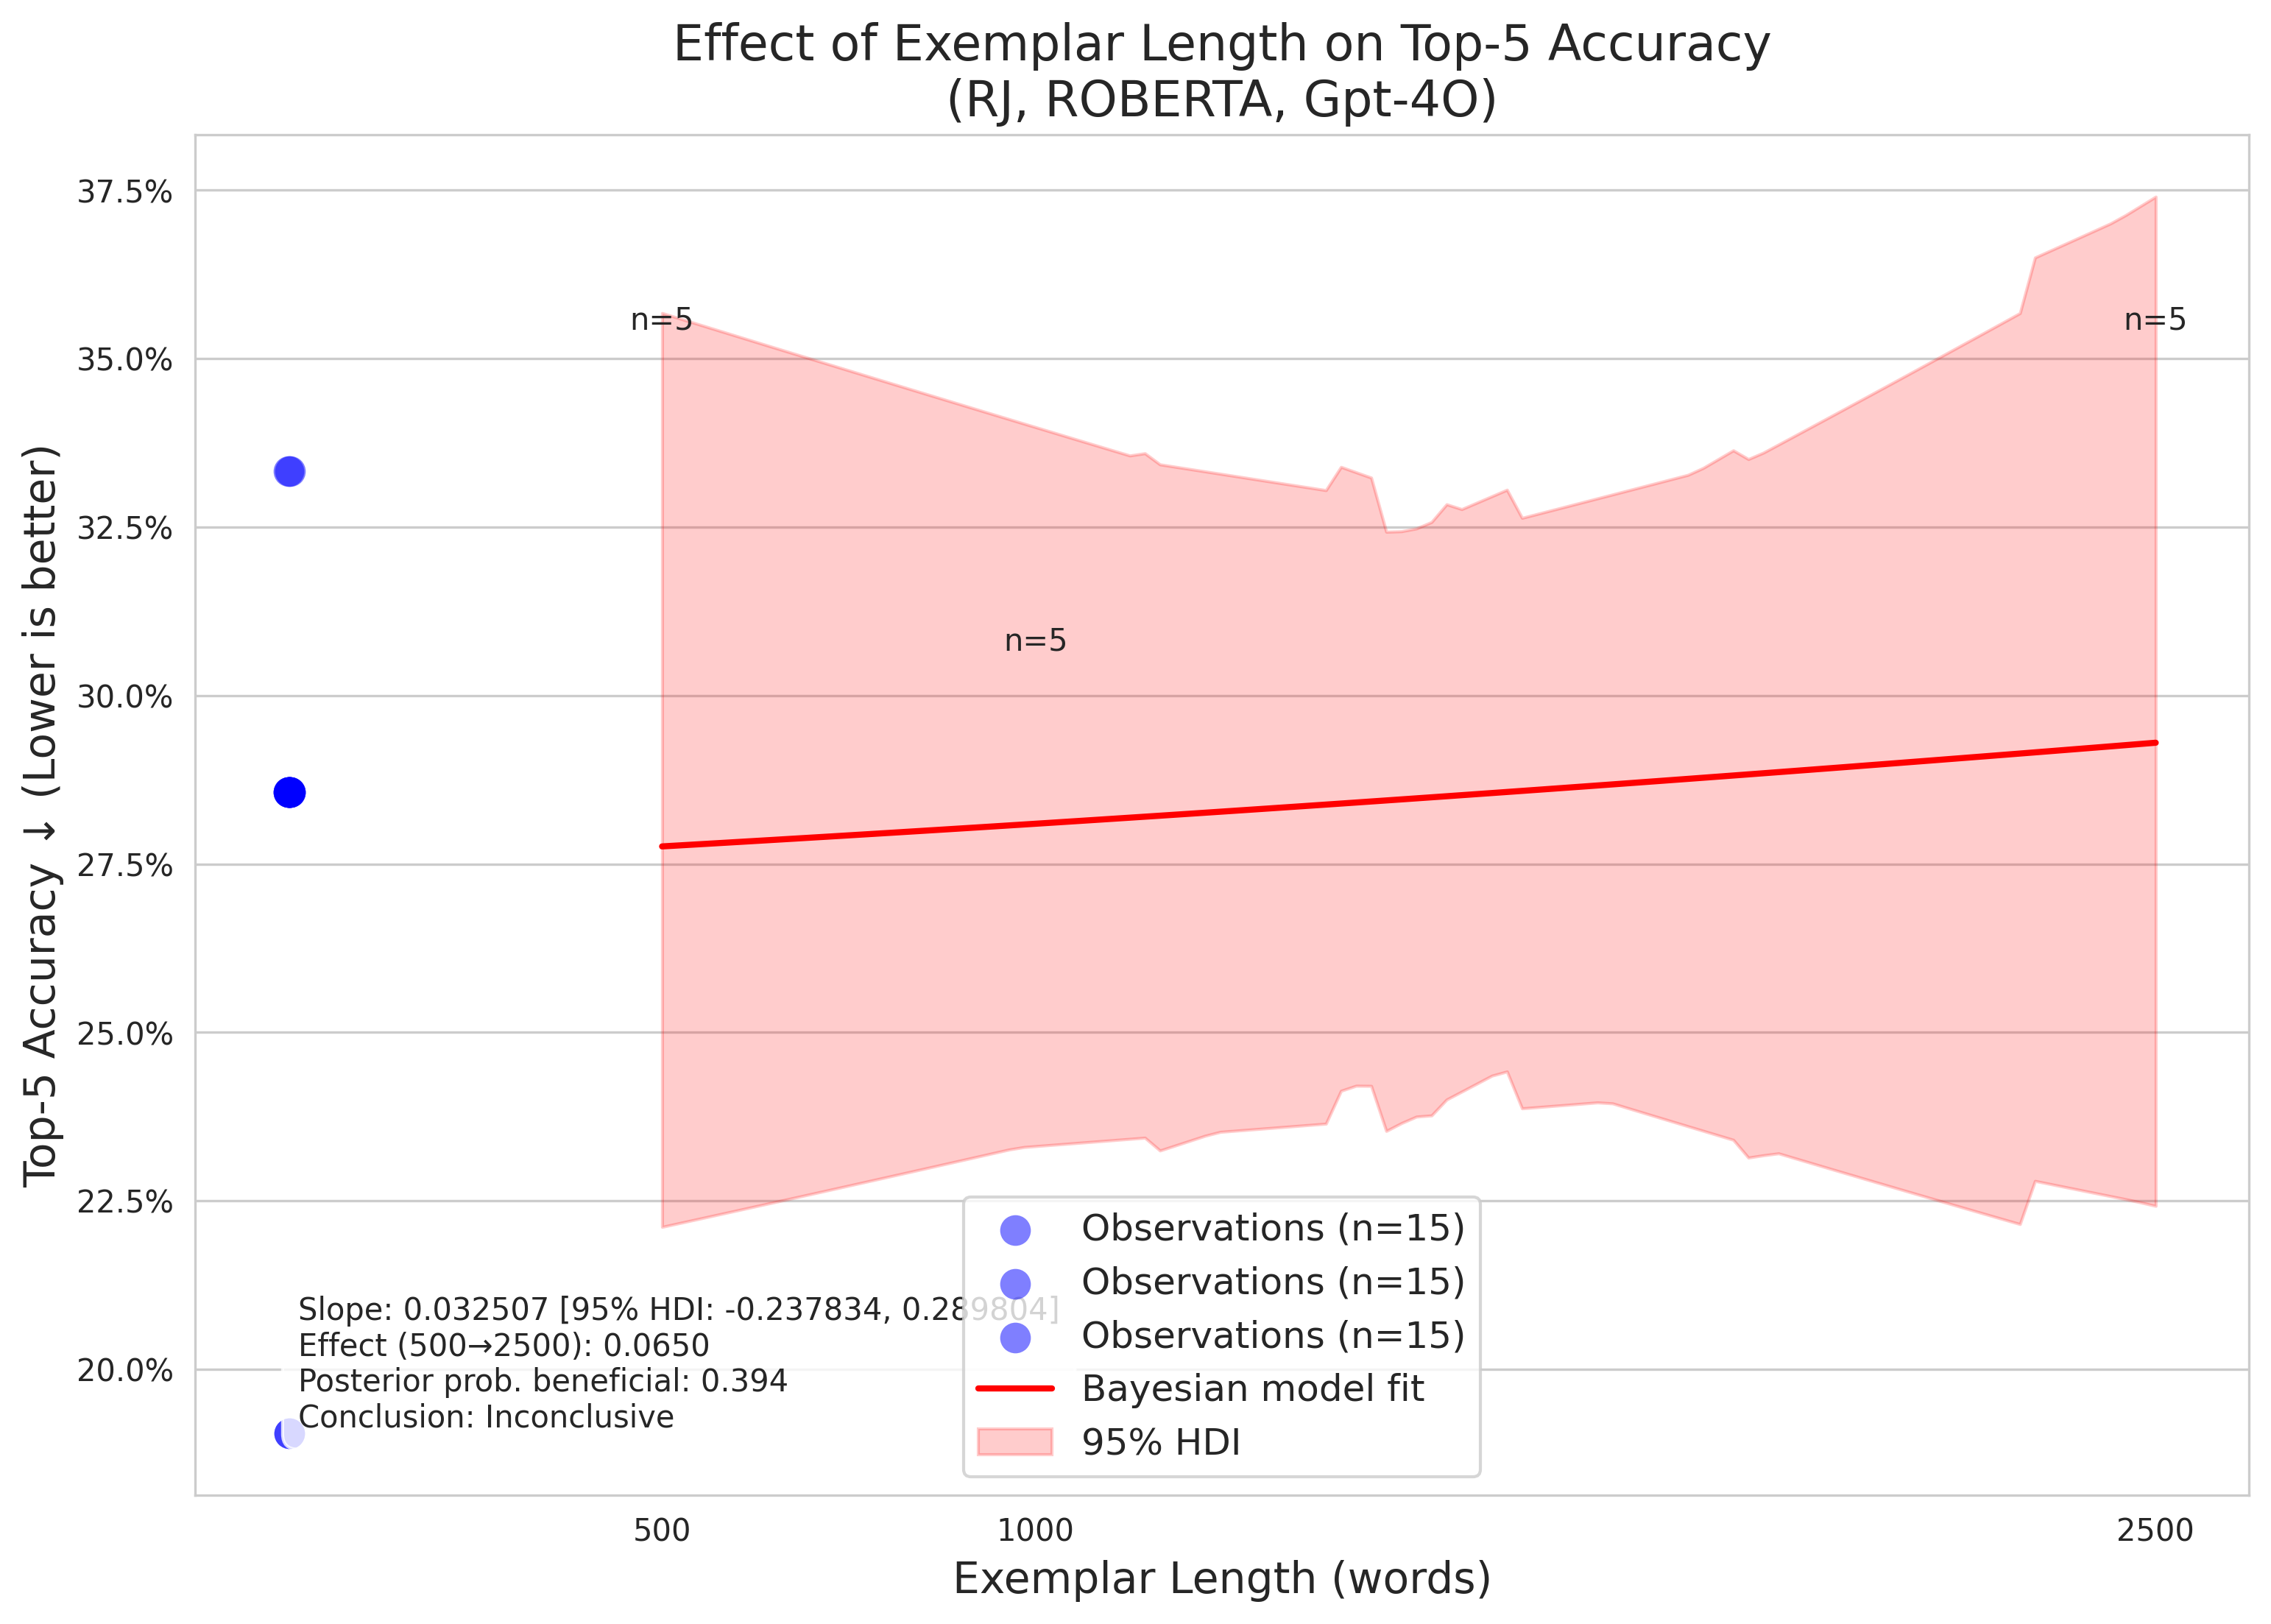 Effect of Exemplar Length on Top-5 Accuracy
(RJ, ROBERTA, Gpt-4O)
Top-5 Accuracy ↓ (Lower is better)
37.5%
35.0%
32.5%
30.0%
27.5%
25.0%
22.5%
20.0%
n=5
n=5
n=5
Slope: 0.032507 [95% HDI: -0.237834, 0.289804]
Effect (500→2500): 0.0650
Posterior prob. beneficial: 0.394
Conclusion: Inconclusive
Observations (n=15)
Observations (n=15)
Observations (n=15)
Bayesian model fit
95% HDI
500
1000
2500
Exemplar Length (words)